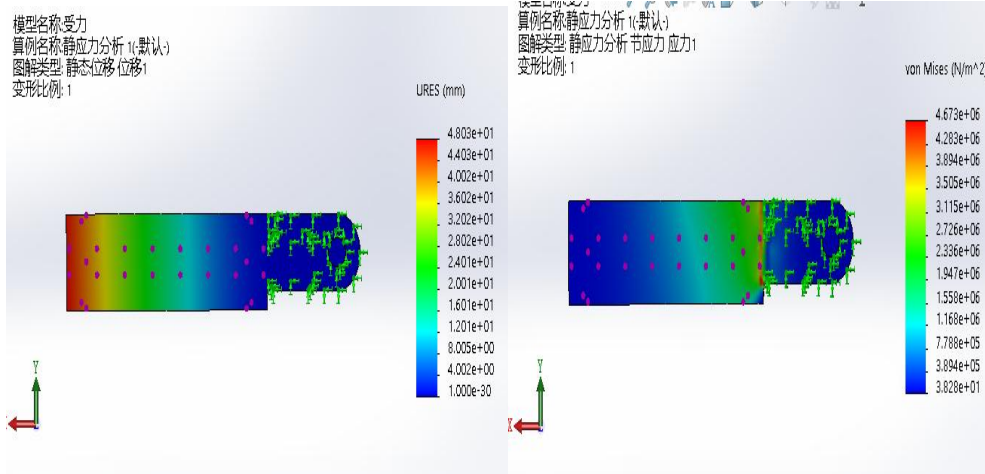 模型名称:受力
算例名称:静应力分析 1(-默认-)
图解类型: 静态位移 位移1
变形比例: 1
URES (mm)
4.803e+01
4.403e+01
4.002e+01
3.602e+01
3.202e+01
2.802e+01
2.401e+01
2.001e+01
1.601e+01
1.201e+01
8.005e+00
4.002e+00
1.000e-30
Y
模型名称:受力
算例名称:静应力分析 1(-默认-)
图解类型: 静应力分析 节应力 应力1
变形比例: 1
von Mises (N/m^2)
4.673e+06
4.283e+06
3.894e+06
3.505e+06
3.115e+06
2.726e+06
2.336e+06
1.947e+06
1.558e+06
1.168e+06
7.788e+05
3.894e+05
3.828e+01
Y
X